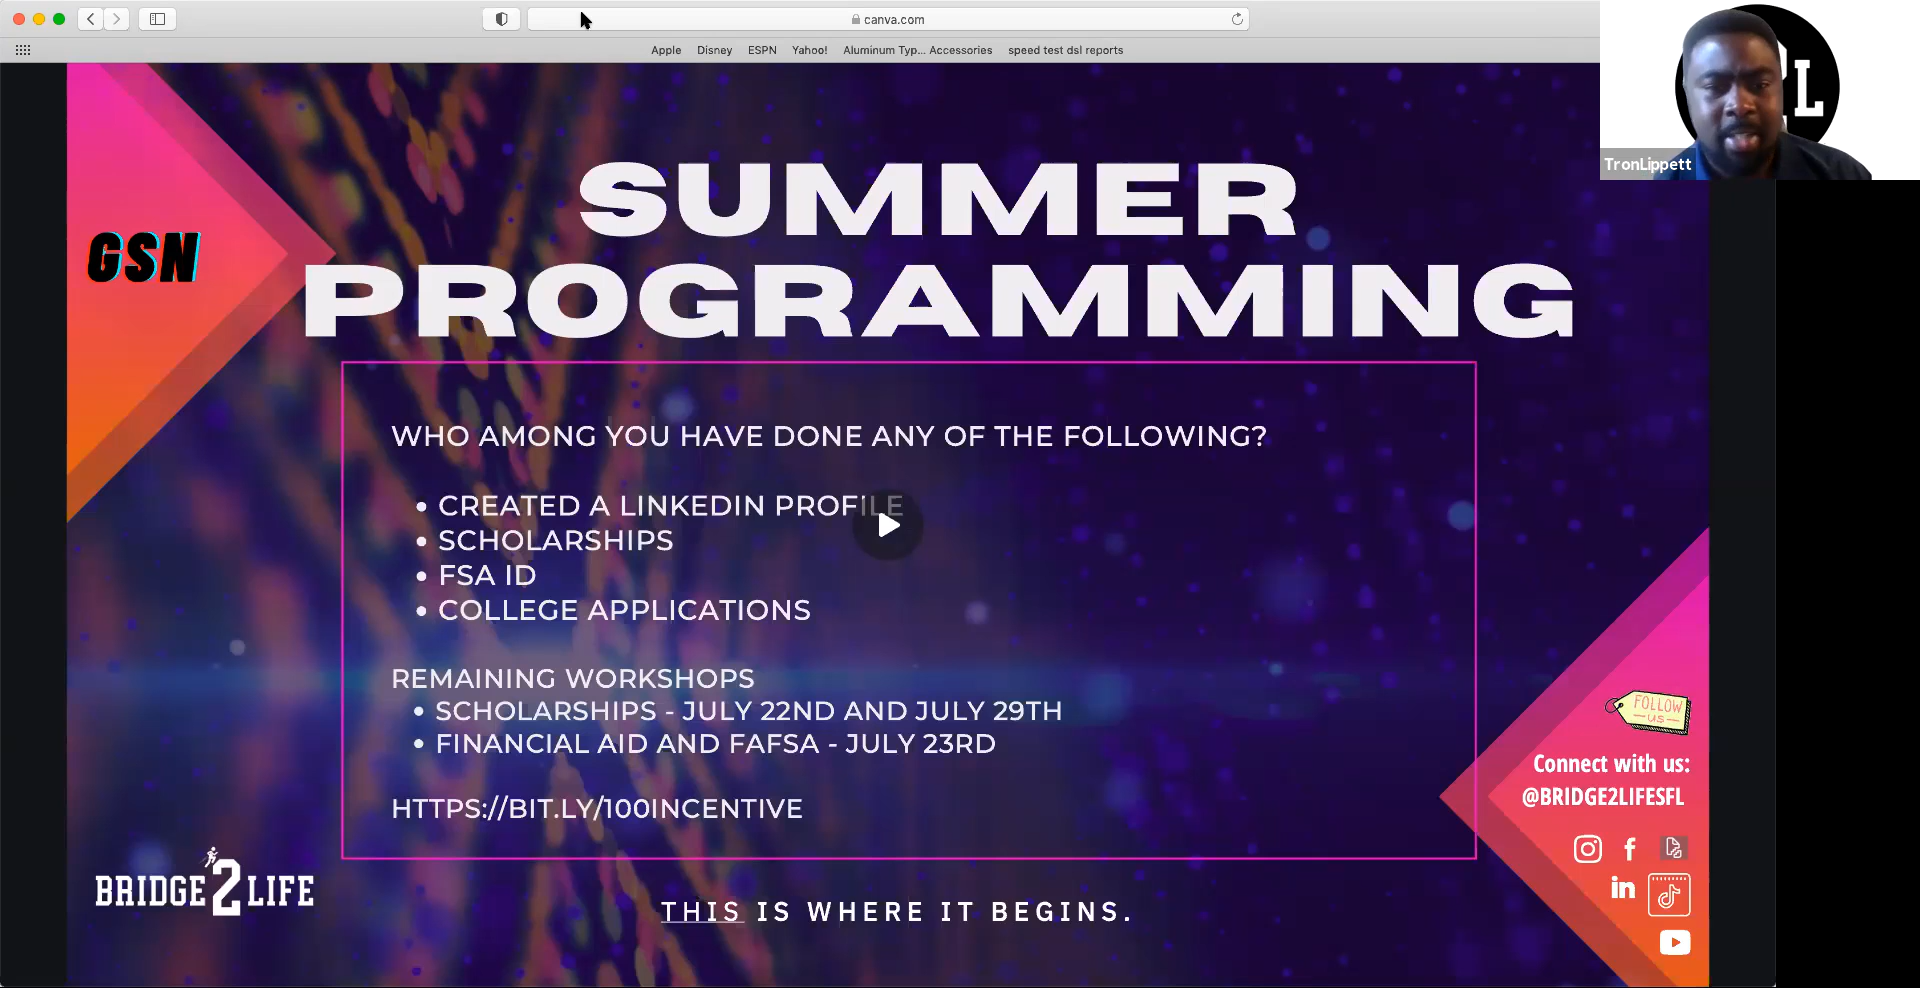 canva.com
Apple Disney ESPN Yahoo! Aluminum Typ... Accessories speed test dsl reports
L
TronLippett
GSN
SUMMER
PROGRAMMING
WHO AMONG YOU HAVE DONE ANY OF THE FOLLOWING?
• CREATED A LINKEDIN PROFILE
• SCHOLARSHIPS
• FSA ID
• COLLEGE APPLICATIONS
REMAINING WORKSHOPS
• SCHOLARSHIPS - JULY 22ND AND JULY 29TH
• FINANCIAL AID AND FAFSA - JULY 23RD
HTTPS://BIT.LY/100INCENTIVE
FOLLOW
US
Connect with us:
@BRIDGE2LIFESFL
BRIDGE2LIFE
THIS IS WHERE IT BEGINS.